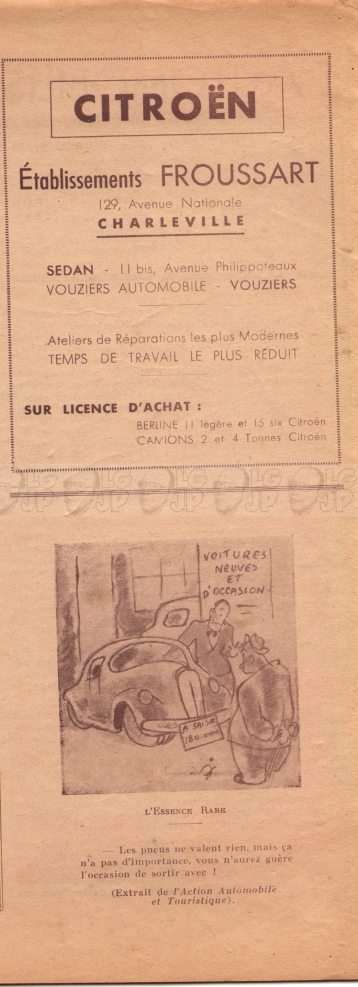 CITROËN
Établissements FROUSSART
129, Avenue Nationale
CHARLEVILLE
SEDAN - 11 bis, Avenue Philippoteaux
VOUZIERS AUTOMOBILE - VOUZIERS
Ateliers de Réparations les plus Modernes
TEMPS DE TRAVAIL LE PLUS RÉDUIT
SUR LICENCE D'ACHAT :
BERLINE 11 légère et 15 six Citroën
CAMIONS 2 et 4 Tonnes Citroën
VOITURES
NEUVES
ET
D'OCCASION
A SAISIR
180.000
L'ESSENCE RARE
— Les pneus ne valent rien, mais ça
n'a pas d'importance, vous n'aurez guère
l'occasion de sortir avec !
(Extrait de l'Action Automobile
et Touristique).